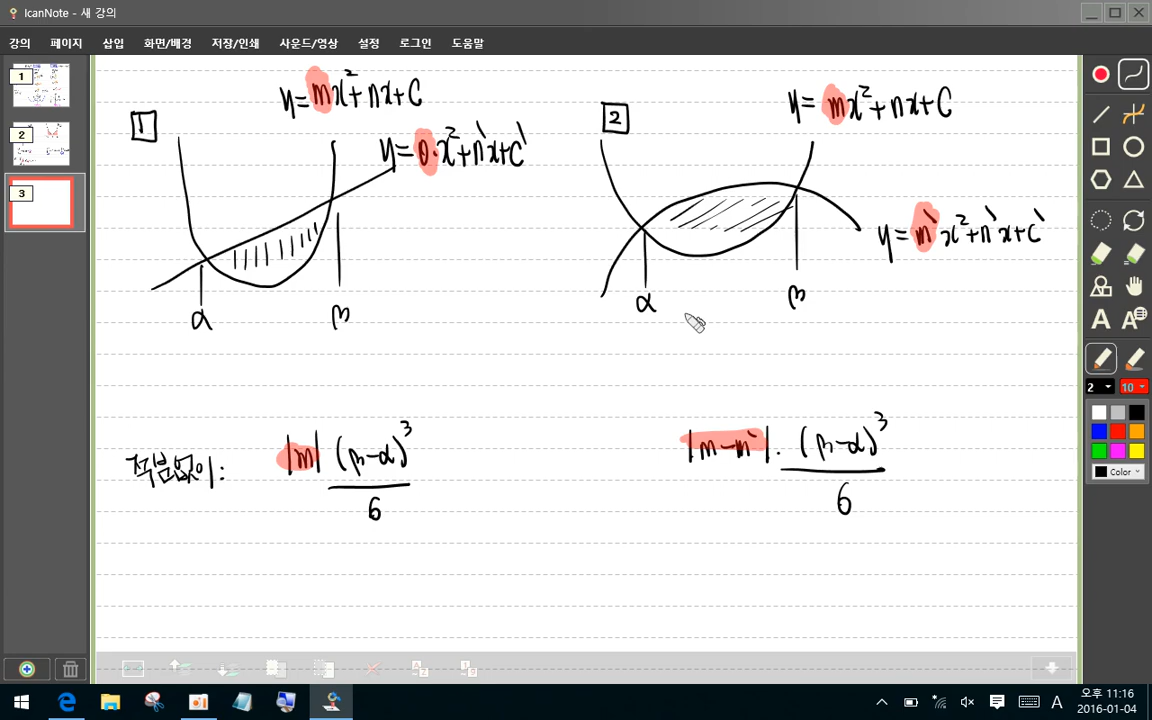 IcanNote - 새 강의
강의 페이지 삽입 화면/배경 저장/인쇄 사운드/영상 설정 로그인 도움말
1
2
3
1
y=mx²+nx+c
y=0·x²+n`x+c`
α β
2
y=mx²+nx+c
y=m`x²+n`x+c`
α β
적분없이:
|m| (β-α)³
6
|m-m`|· (β-α)³
6
A A
2 10
Color
A 오후 11:16
2016-01-04